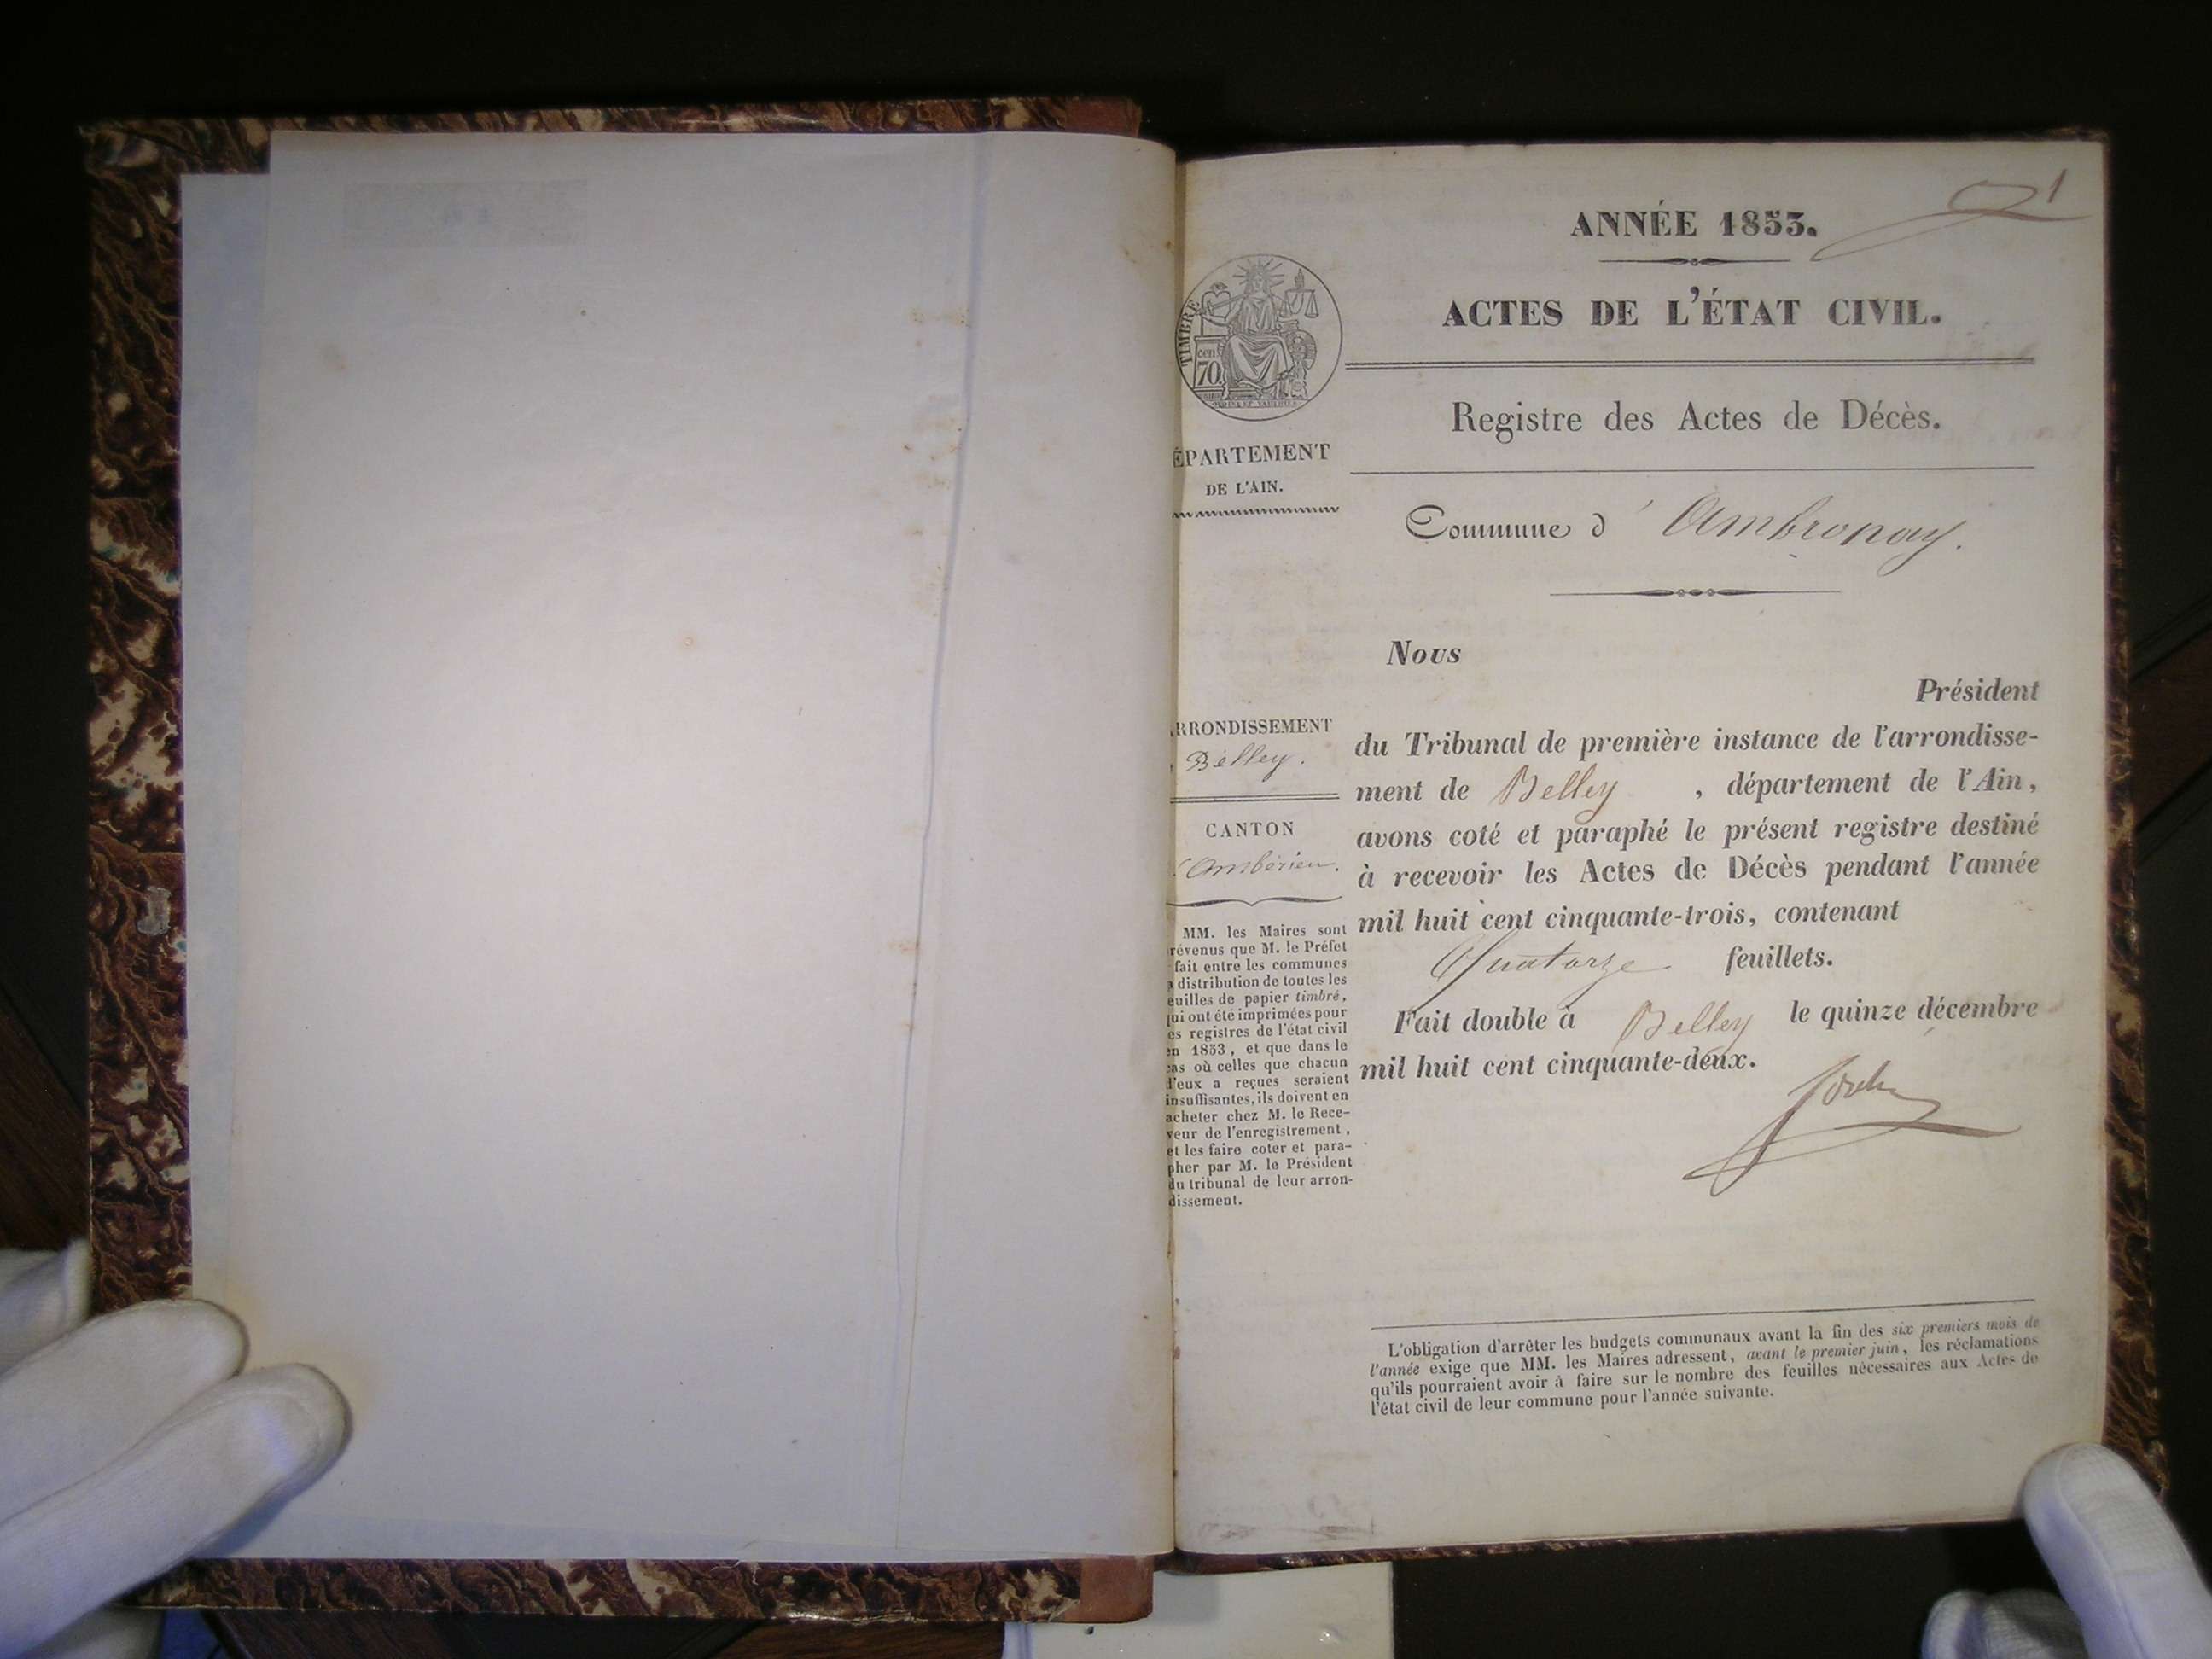 1
ANNÉE 1853.
ACTES DE L'ÉTAT CIVIL.
TIMBRE
cen
70
Registre des Actes de Décès.
ÉPARTEMENT
DE L'AIN.
Commune d' Ambronay.
Nous
Président
du Tribunal de première instance de l'arrondisse-
ment de Belley , département de l'Ain,
avons coté et paraphé le présent registre destiné
à recevoir les Actes de Décès pendant l'année
mil huit cent cinquante-trois, contenant
Quatorze feuillets.
Fait double à Belley le quinze décembre
mil huit cent cinquante-deux.
RRONDISSEMENT
Belley.
CANTON
Ambérieu.
MM. les Maires sont
révenus que M. le Préfet
fait entre les communes
distribution de toutes les
euilles de papier timbré,
qui ont été imprimées pour
es registres de l'état civil
en 1853, et que dans le
cas où celles que chacun
d'eux a reçues seraient
insuffisantes, ils doivent en
acheter chez M. le Rece-
veur de l'enregistrement,
et les faire coter et para-
pher par M. le Président
du tribunal de leur arron-
dissement.
L'obligation d'arrêter les budgets communaux avant la fin des six premiers mois de
l'année exige que MM. les Maires adressent, avant le premier juin, les réclamations
qu'ils pourraient avoir à faire sur le nombre des feuilles nécessaires aux Actes de
l'état civil de leur commune pour l'année suivante.